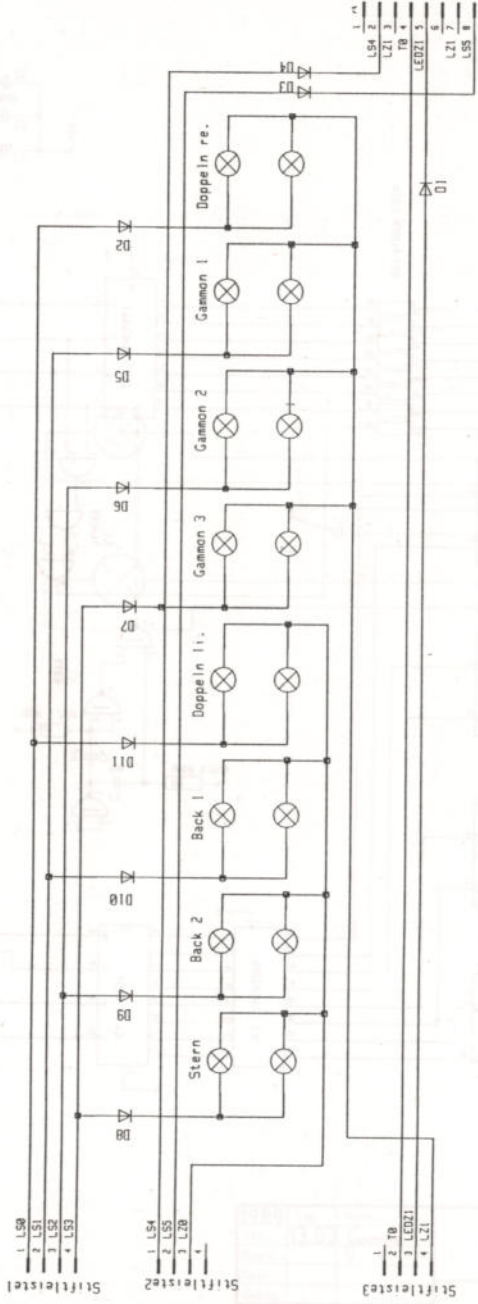 1 LS0
2 LS1
3 LS2
4 LS3
Stiftleiste1
1 LS4
2 LS5
3 LZ0
4
Stiftleiste2
1
2 T0
3 LEDZ1
4 LZ1
Stiftleiste3
D8
D9
D10
D11
D7
D6
D5
D2
Stern
Back 2
Back 1
Doppeln li.
Gammon 3
Gammon 2
Gammon 1
Doppeln re.
D4
D3
D1
1
LS4 2
LZ1 3
T0 4
LEDZ1 5
6
LZ1 7
LS5 8